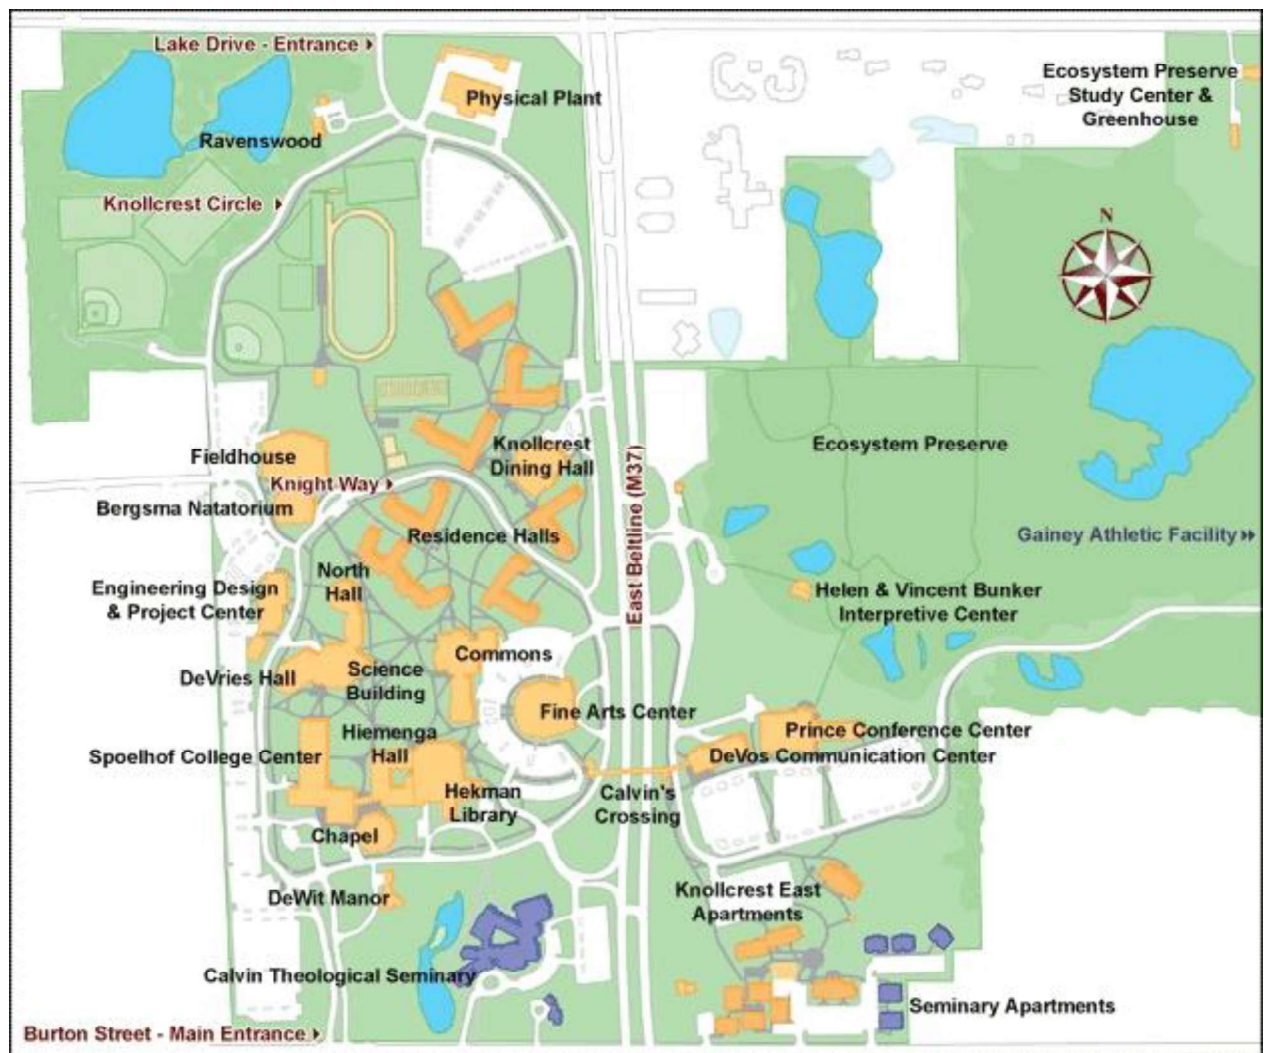 Lake Drive - Entrance
Physical Plant
Ecosystem Preserve
Study Center &
Greenhouse
Ravenswood
Knollcrest Circle
N
Knollcrest
Dining Hall
Ecosystem Preserve
Fieldhouse
Knight Way
East Beltline (M37)
Bergsma Natatorium
Residence Halls
Gainey Athletic Facility
North
Hall
Engineering Design
& Project Center
Helen & Vincent Bunker
Interpretive Center
Commons
DeVries Hall
Science
Building
Fine Arts Center
Hiemenga
Hall
Prince Conference Center
Spoelhof College Center
DeVos Communication Center
Hekman
Library
Calvin's
Crossing
Chapel
DeWit Manor
Knollcrest East
Apartments
Calvin Theological Seminary
Seminary Apartments
Burton Street - Main Entrance